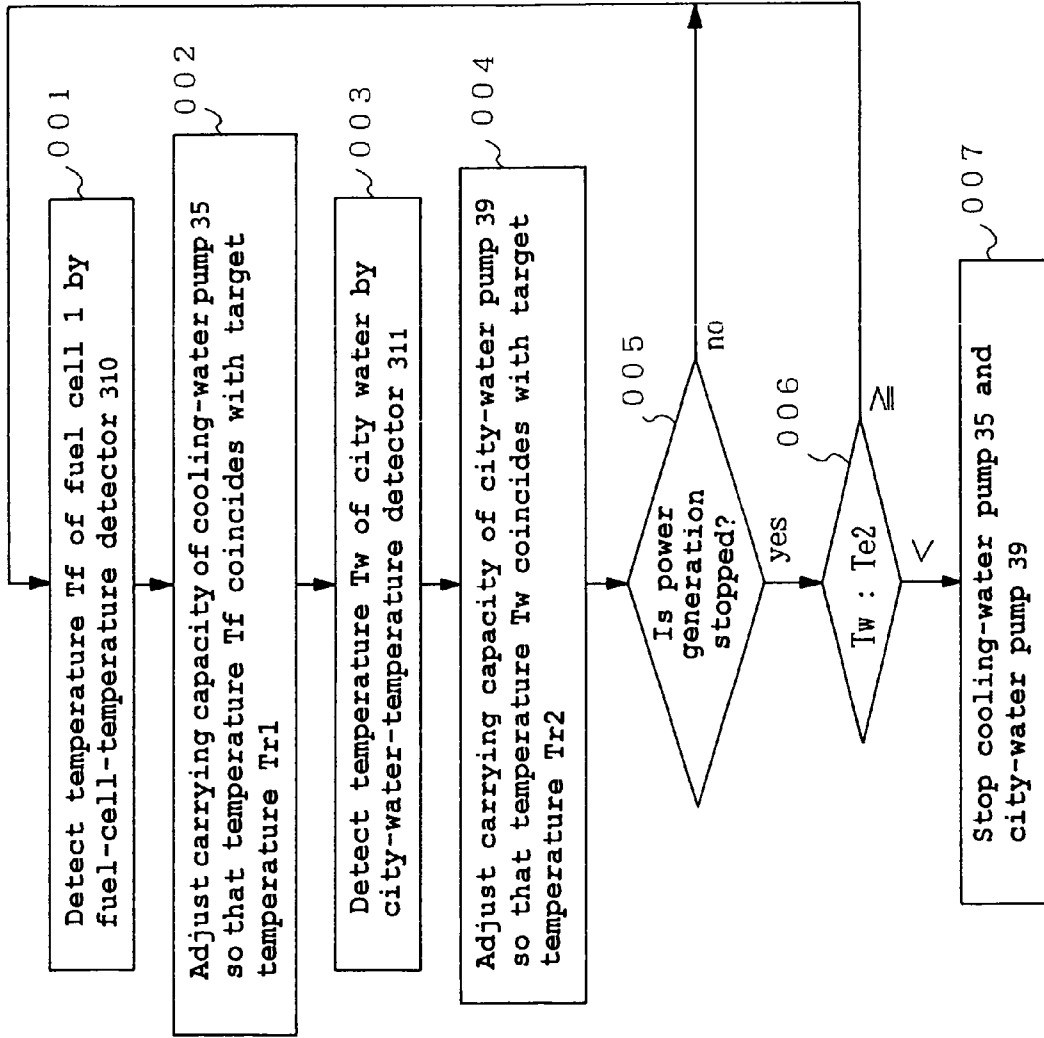 001
Detect temperature Tf of fuel cell 1 by
fuel-cell-temperature detector 310
002
Adjust carrying capacity of cooling-water pump 35
so that temperature Tf coincides with target
temperature Tr1
003
Detect temperature Tw of city water by
city-water-temperature detector 311
004
Adjust carrying capacity of city-water pump 39
so that temperature Tw coincides with target
temperature Tr2
005
Is power
generation
stopped?
no
yes
006
Tw : Te2
≧
<
007
Stop cooling-water pump 35 and
city-water pump 39